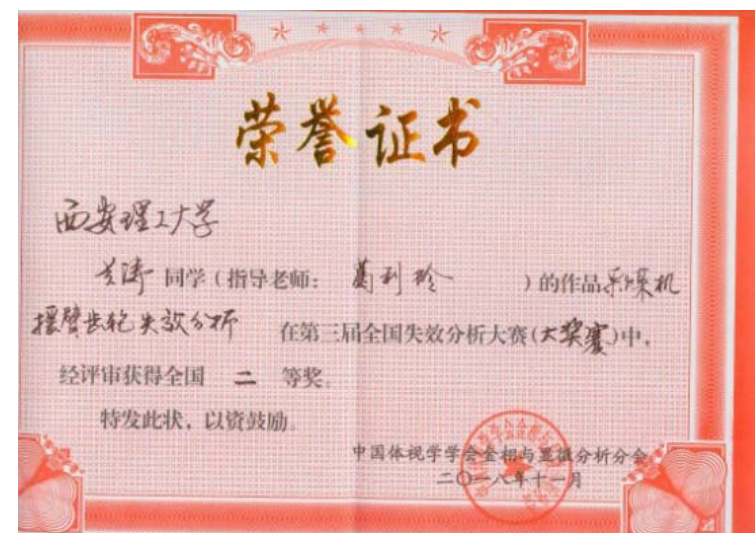 荣誉证书
西安理工大学
兰涛 同学（指导老师： 葛利玲 ）的作品采煤机
摇臂齿轮失效分析 在第三届全国失效分析大赛(大奖赛)中，
经评审获得全国 二 等奖。
特发此状，以资鼓励。
中国体视学学会金相与显微分析分会
二〇一八年十一月